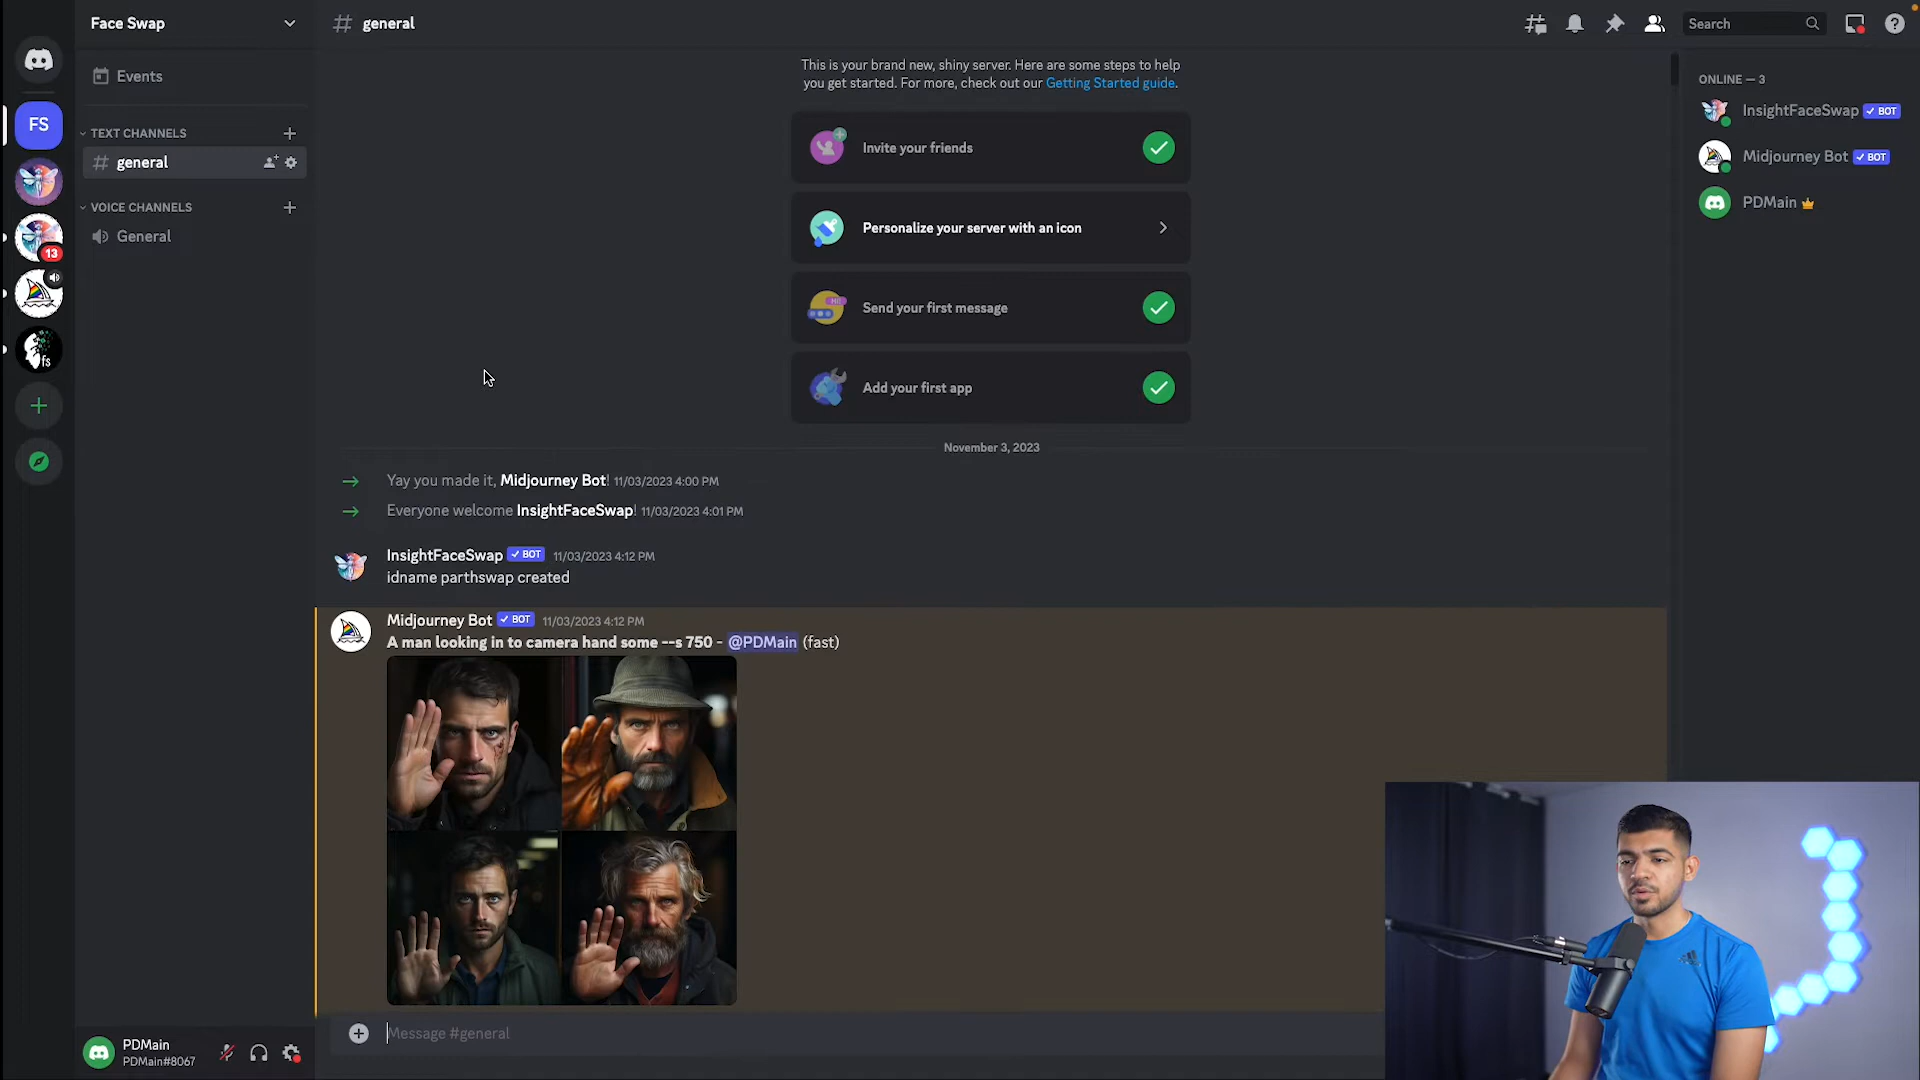 Face Swap
Events
TEXT CHANNELS
general
VOICE CHANNELS
General
FS
13
fs
PDMain
PDMain#8067
# general
Search
This is your brand new, shiny server. Here are some steps to help
you get started. For more, check out our Getting Started guide.
Invite your friends
Personalize your server with an icon
Send your first message
Add your first app
November 3, 2023
Yay you made it, Midjourney Bot! 11/03/2023 4:00 PM
Everyone welcome InsightFaceSwap! 11/03/2023 4:01 PM
InsightFaceSwap ✓ BOT 11/03/2023 4:12 PM
idname parthswap created
Midjourney Bot ✓ BOT 11/03/2023 4:12 PM
A man looking in to camera hand some --s 750 - @PDMain (fast)
Message #general
ONLINE — 3
InsightFaceSwap ✓ BOT
Midjourney Bot ✓ BOT
PDMain